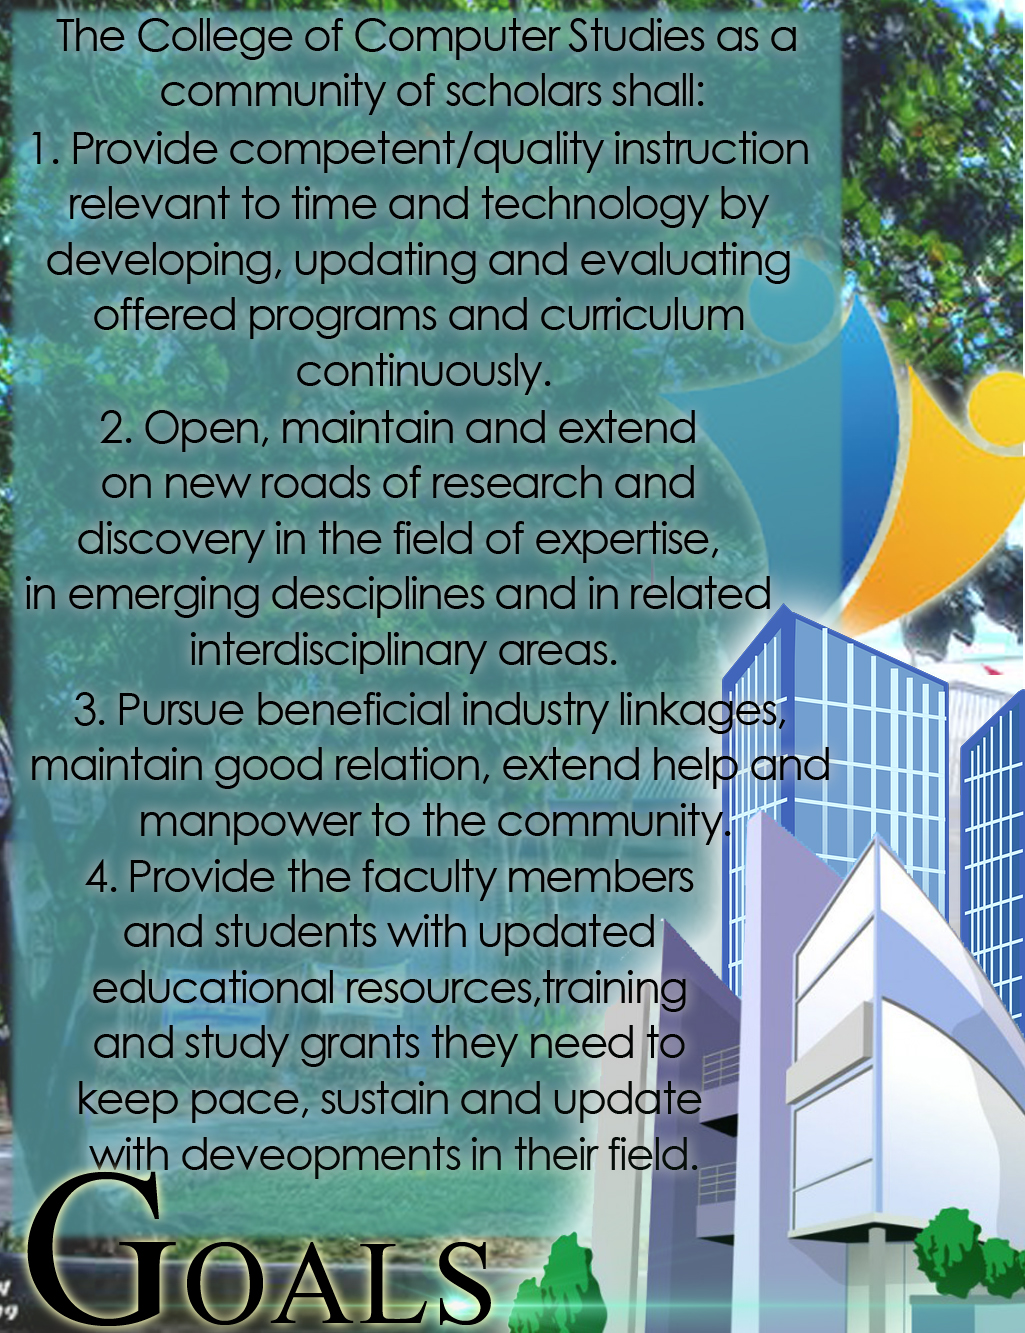 The College of Computer Studies as a
community of scholars shall:
1. Provide competent/quality instruction
relevant to time and technology by
developing, updating and evaluating
offered programs and curriculum
continuously.
2. Open, maintain and extend
on new roads of research and
discovery in the field of expertise,
in emerging desciplines and in related
interdisciplinary areas.
3. Pursue beneficial industry linkages,
maintain good relation, extend help and
manpower to the community.
4. Provide the faculty members
and students with updated
educational resources,training
and study grants they need to
keep pace, sustain and update
with deveopments in their field.
GOALS